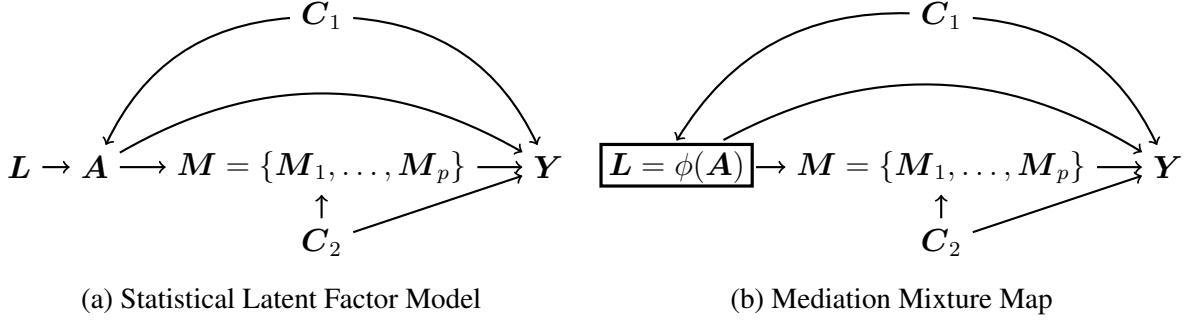 C₁ C₁
L → A → M = {M₁, . . . , Mₚ} → Y L = ϕ(A) → M = {M₁, . . . , Mₚ} → Y
C₂ C₂
(a) Statistical Latent Factor Model (b) Mediation Mixture Map